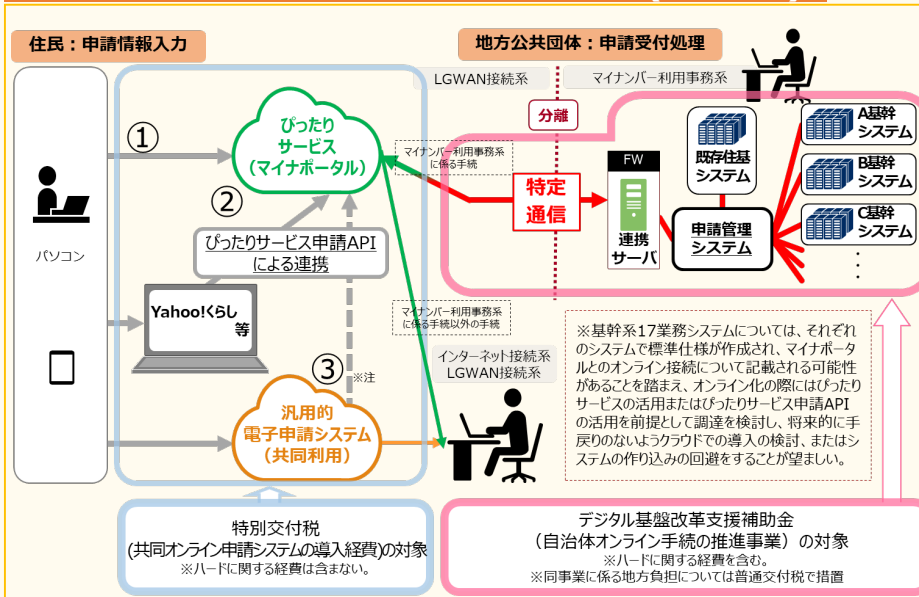 住民：申請情報入力
地方公共団体：申請受付処理
LGWAN接続系
マイナンバー利用事務系
分離
①
ぴったり
サービス
（マイナポータル）
マイナンバー利用事務系
に係る手続
特定
通信
FW
連携
サーバ
既存住基
システム
申請管理
システム
A基幹
システム
B基幹
システム
C基幹
システム
・
・
・
パソコン
②
ぴったりサービス申請API
による連携
Yahoo!くらし
等
③
※注
マイナンバー利用事務系
に係る手続以外の手続
インターネット接続系
LGWAN接続系
汎用的
電子申請システム
（共同利用）
※基幹系17業務システムについては、それぞれ
のシステムで標準仕様が作成され、マイナポータ
ルとのオンライン接続について記載される可能性
があることを踏まえ、オンライン化の際にはぴったり
サービスの活用またはぴったりサービス申請API
の活用を前提として調達を検討し、将来的に手
戻りのないようクラウドでの導入の検討、またはシ
ステムの作り込みの回避をすることが望ましい。
特別交付税
(共同オンライン申請システムの導入経費)の対象
※ハードに関する経費は含まない。
デジタル基盤改革支援補助金
（自治体オンライン手続の推進事業）の対象
※ハードに関する経費を含む。
※同事業に係る地方負担については普通交付税で措置